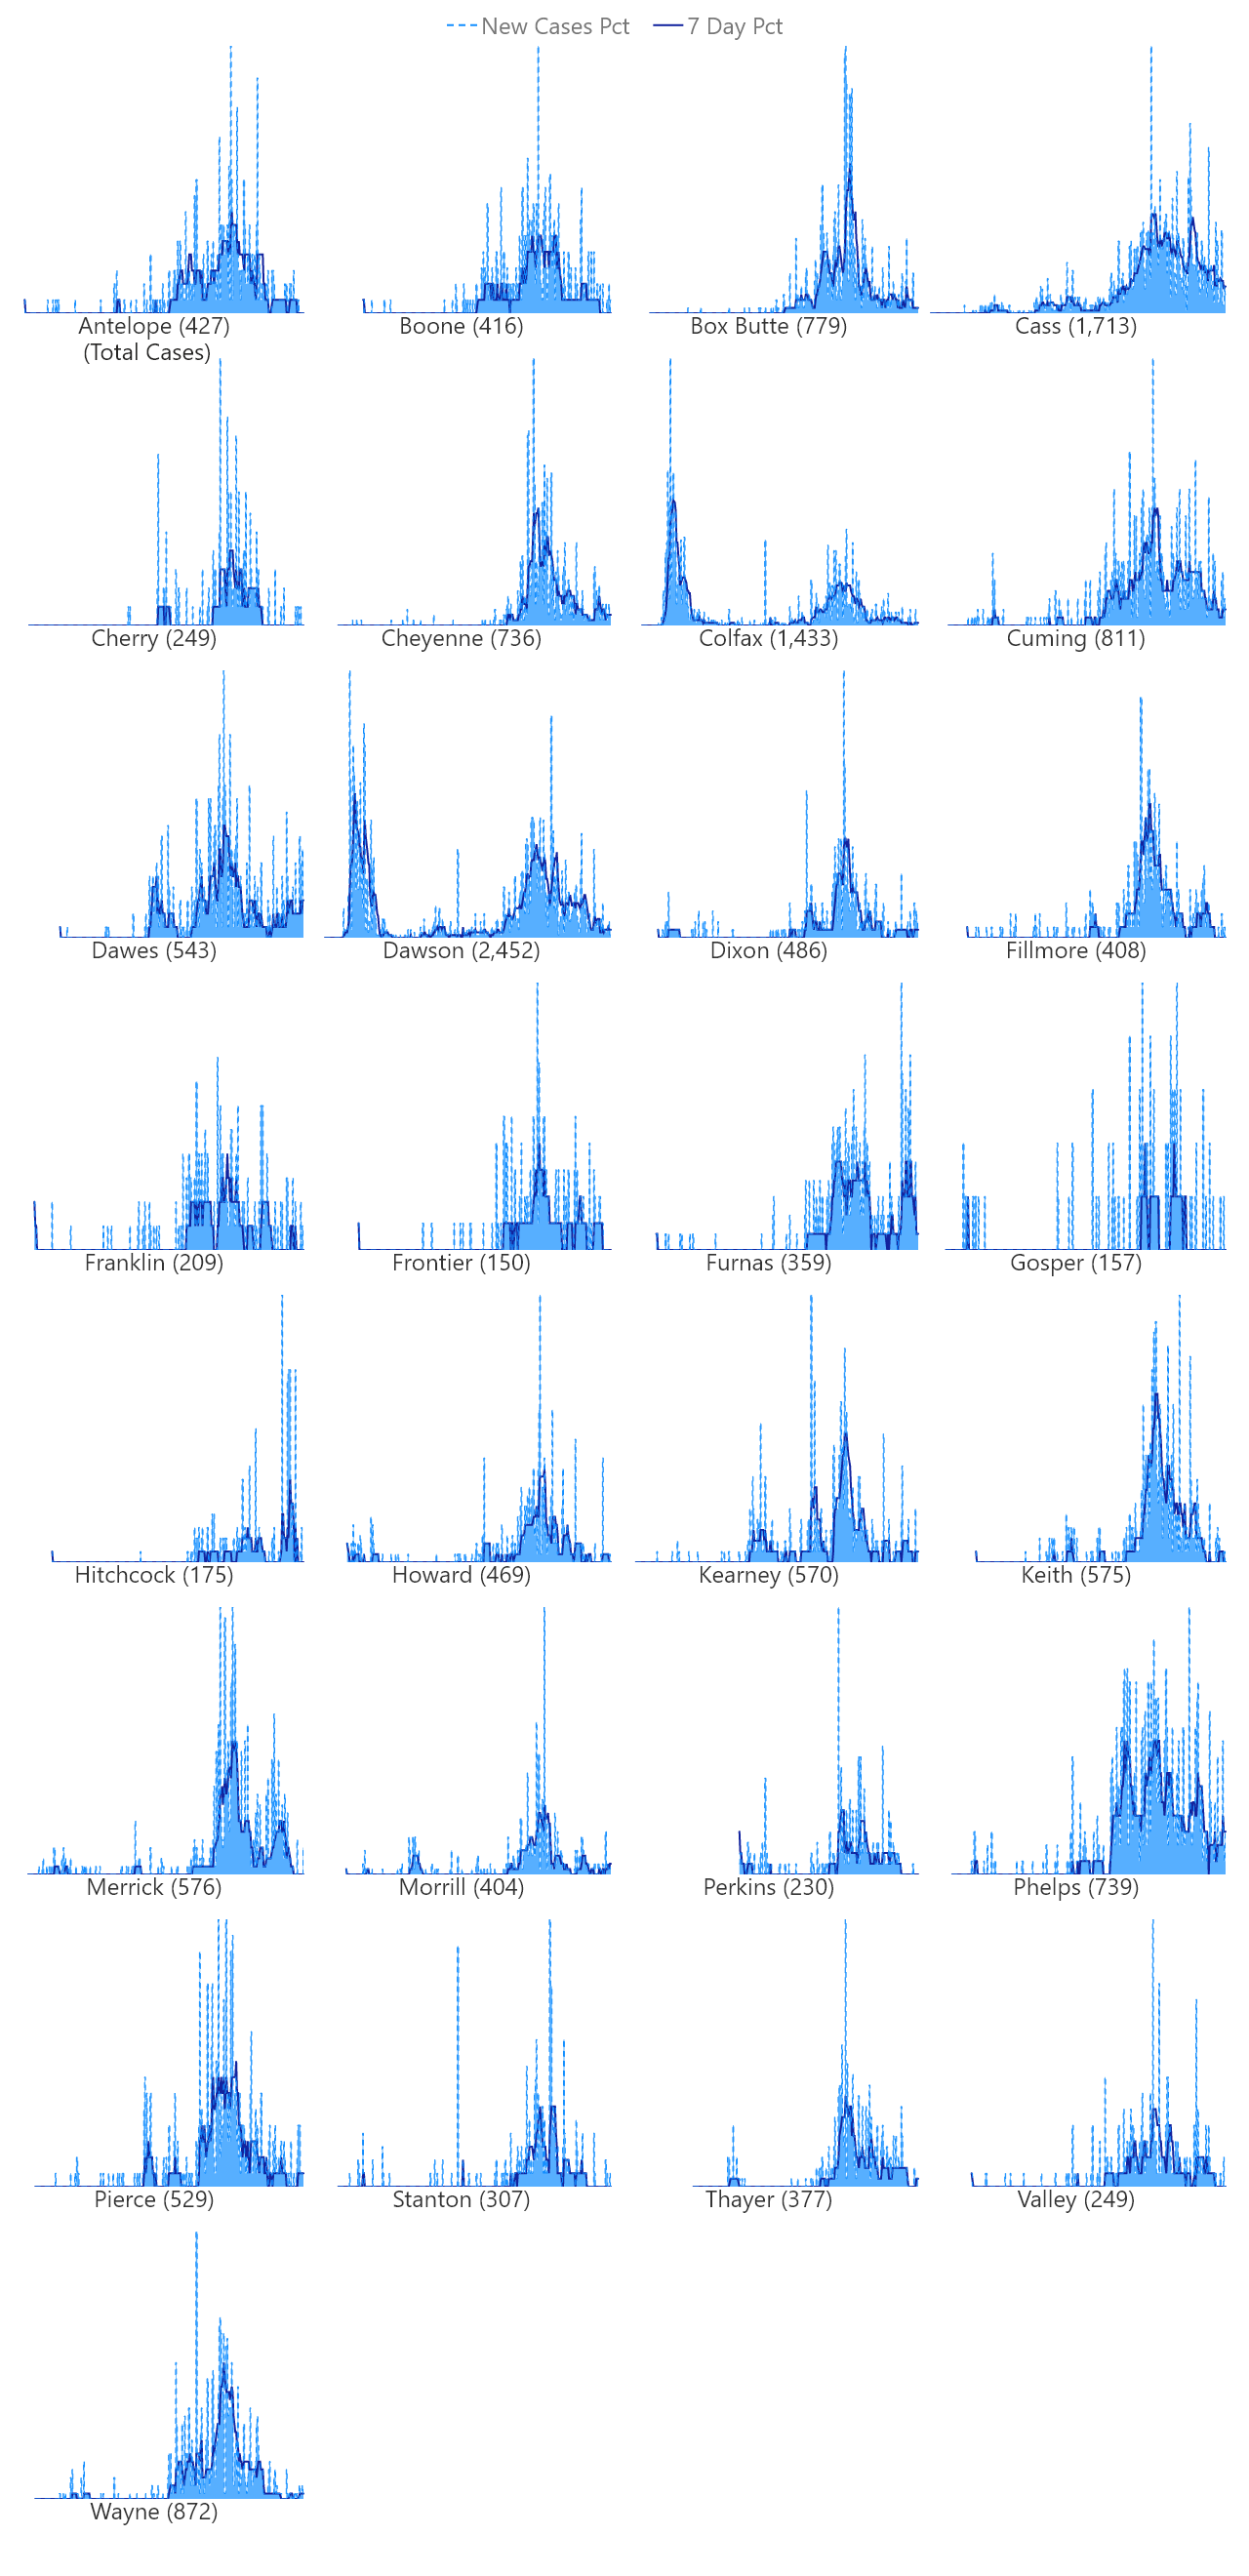 New Cases Pct 7 Day Pct
Antelope (427) Boone (416) Box Butte (779) Cass (1,713)
(Total Cases)
Cherry (249) Cheyenne (736) Colfax (1,433) Cuming (811)
Dawes (543) Dawson (2,452) Dixon (486) Fillmore (408)
Franklin (209) Frontier (150) Furnas (359) Gosper (157)
Hitchcock (175) Howard (469) Kearney (570) Keith (575)
Merrick (576) Morrill (404) Perkins (230) Phelps (739)
Pierce (529) Stanton (307) Thayer (377) Valley (249)
Wayne (872)